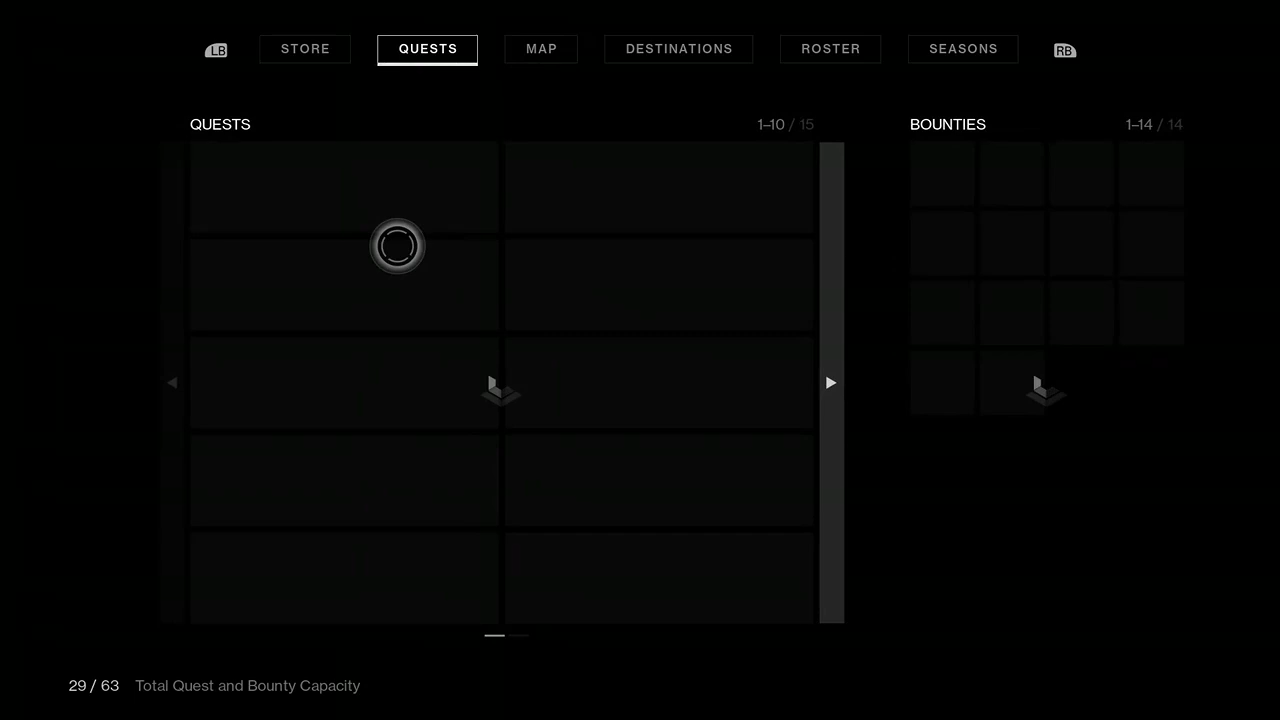 LB
STORE
QUESTS
MAP
DESTINATIONS
ROSTER
SEASONS
RB
QUESTS
1–10 / 15
BOUNTIES
1–14 / 14
29 / 63
Total Quest and Bounty Capacity